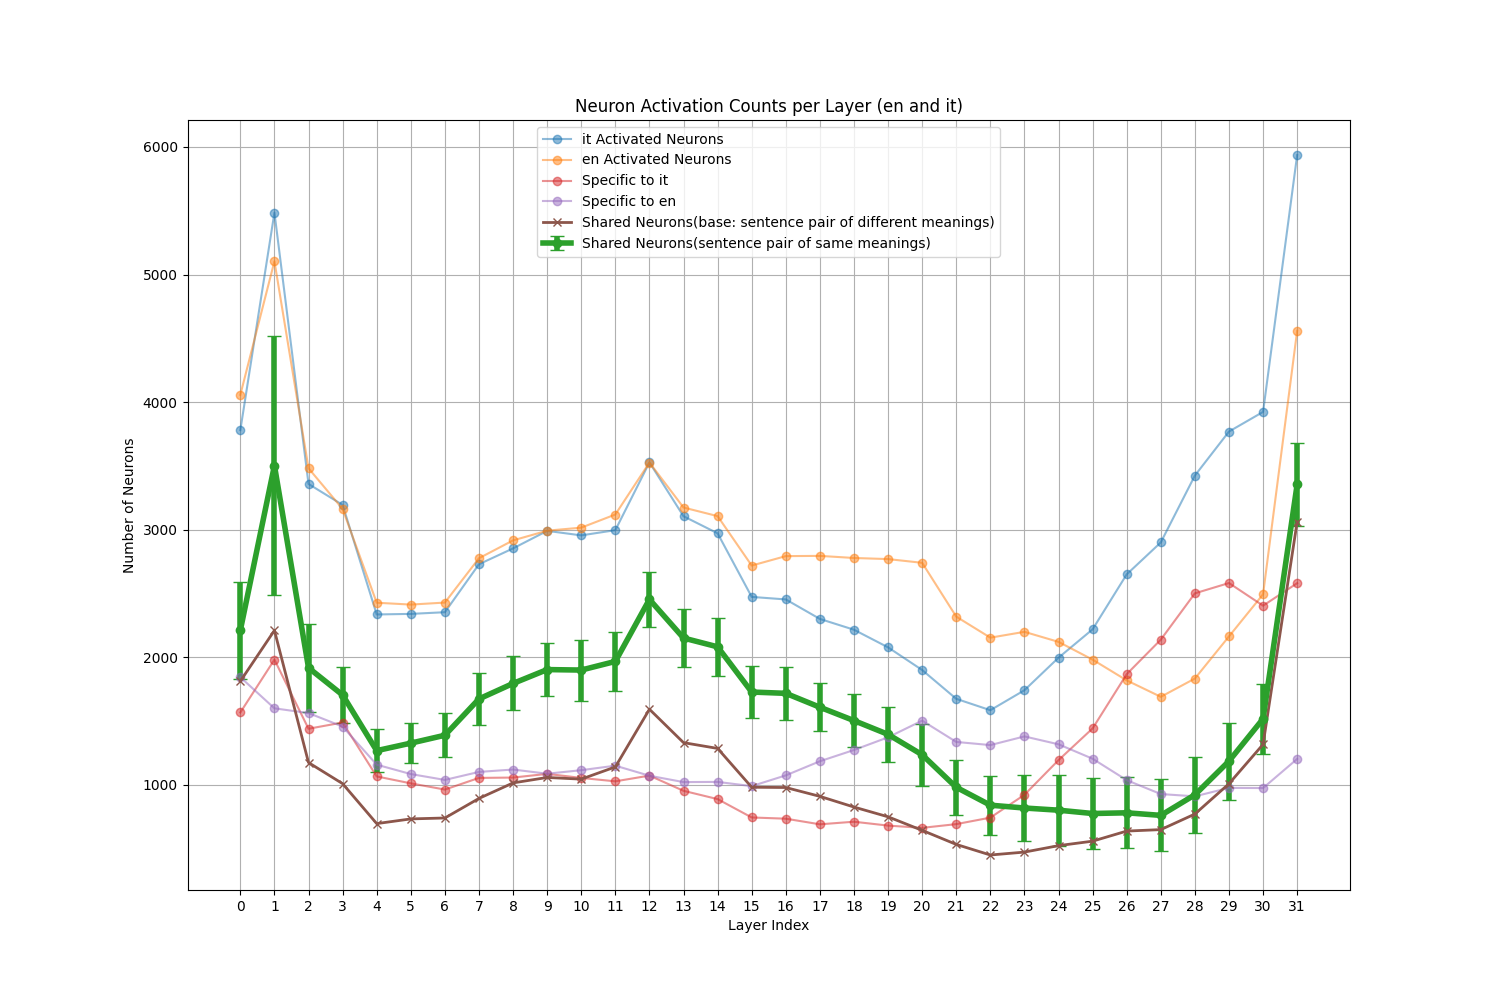 Neuron Activation Counts per Layer (en and it)
it Activated Neurons
en Activated Neurons
Specific to it
Specific to en
Shared Neurons(base: sentence pair of different meanings)
Shared Neurons(sentence pair of same meanings)
6000
5000
4000
3000
2000
1000
Number of Neurons
0 1 2 3 4 5 6 7 8 9 10 11 12 13 14 15 16 17 18 19 20 21 22 23 24 25 26 27 28 29 30 31
Layer Index